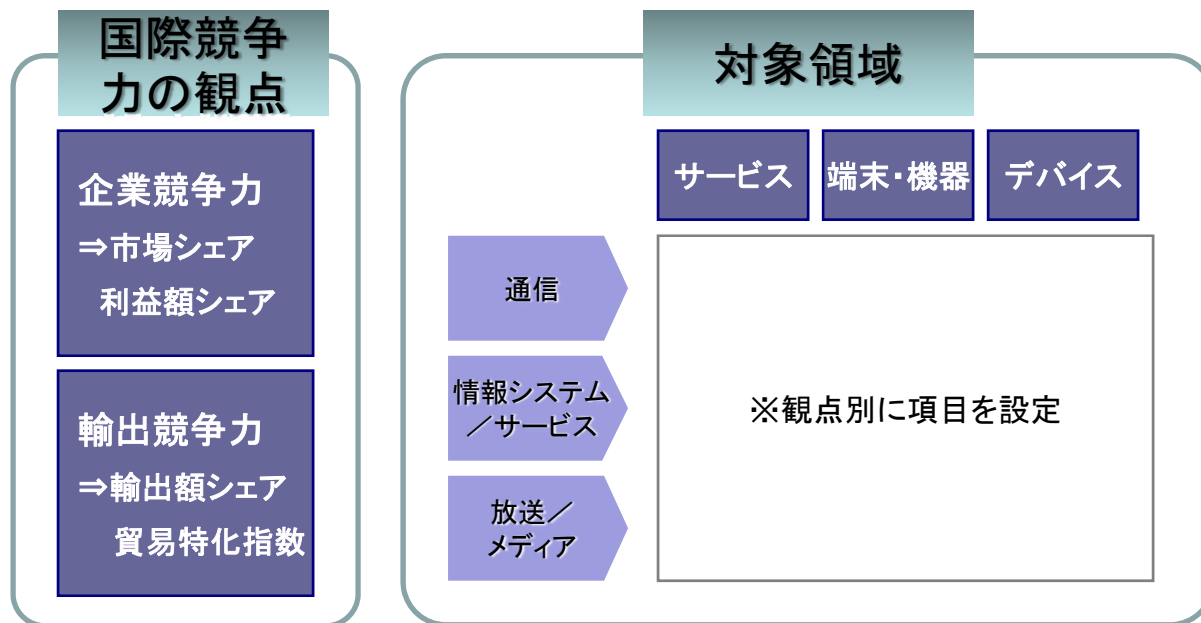 国際競争
力の観点
企業競争力
⇒市場シェア
利益額シェア
輸出競争力
⇒輸出額シェア
貿易特化指数
対象領域
サービス
端末・機器
デバイス
通信
情報システム
／サービス
放送／
メディア
※観点別に項目を設定